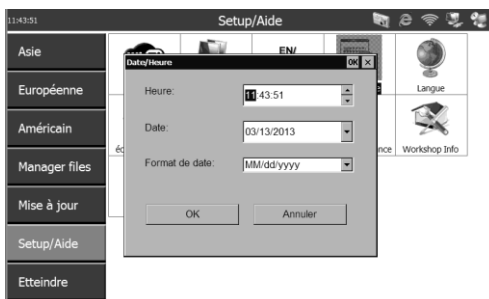 11:43:51
Setup/Aide
Asie
Européenne
Américain
Manager files
Mise à jour
Setup/Aide
Etteindre
EN/
Langue
Workshop Info
Date/Heure
OK
Heure:
11:43:51
Date:
03/13/2013
Format de date:
MM/dd/yyyy
OK
Annuler